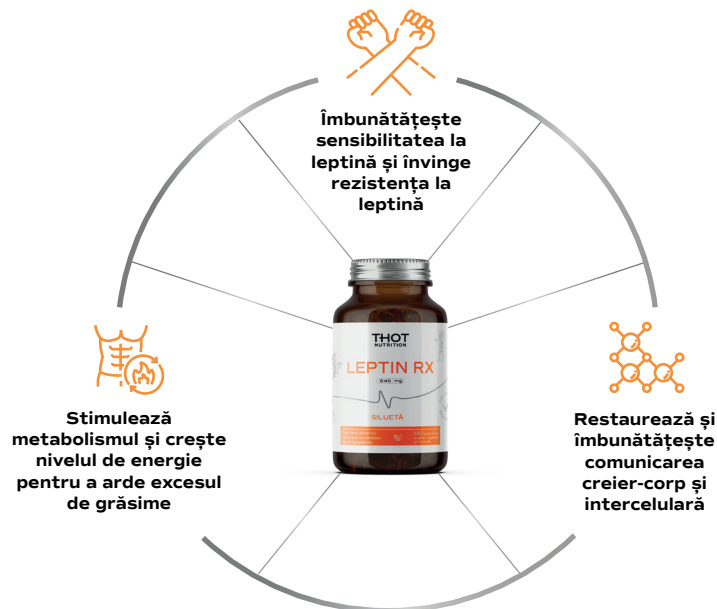 Îmbunătățește
sensibilitatea la
leptină și învinge
rezistența la
leptină
THOT
NUTRITION
LEPTIN RX
645 mg
SILUETĂ
Stimulează
metabolismul și crește
nivelul de energie
pentru a arde excesul
de grăsime
Restaurează și
îmbunătățește
comunicarea
creier-corp și
intercelulară